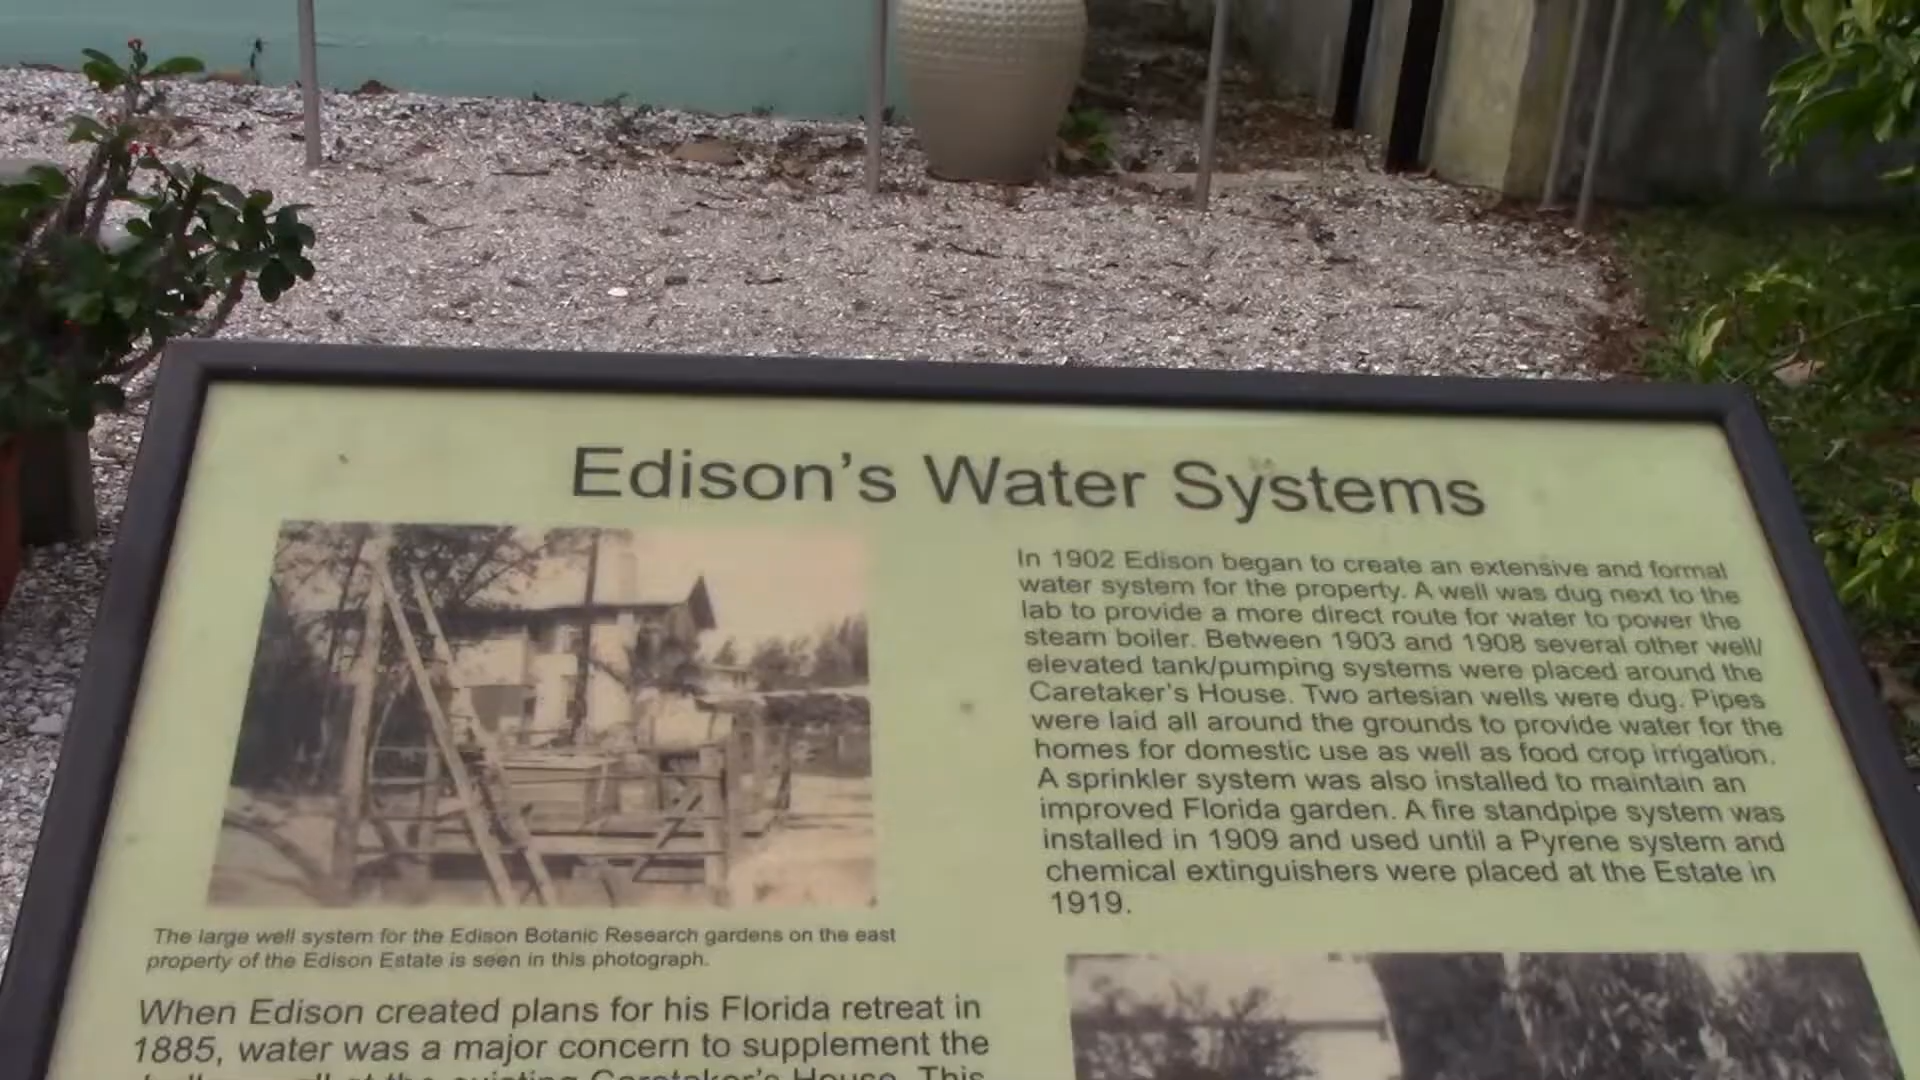 Edison's Water Systems
The large well system for the Edison Botanic Research gardens on the east
property of the Edison Estate is seen in this photograph.
When Edison created plans for his Florida retreat in
1885, water was a major concern to supplement the
at the existing Caretaker's House. This
In 1902 Edison began to create an extensive and formal
water system for the property. A well was dug next to the
lab to provide a more direct route for water to power the
steam boiler. Between 1903 and 1908 several other well/
elevated tank/pumping systems were placed around the
Caretaker's House. Two artesian wells were dug. Pipes
were laid all around the grounds to provide water for the
homes for domestic use as well as food crop irrigation.
A sprinkler system was also installed to maintain an
improved Florida garden. A fire standpipe system was
installed in 1909 and used until a Pyrene system and
chemical extinguishers were placed at the Estate in
1919.